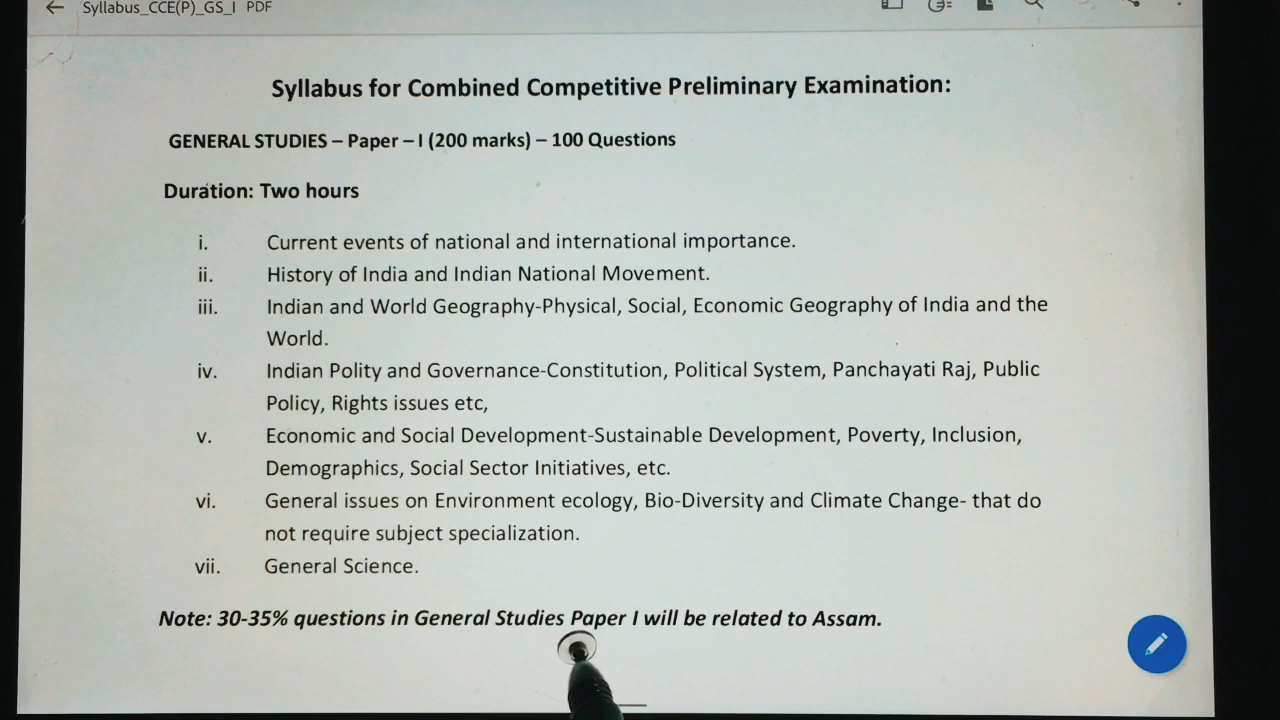 Syllabus_CCE(P)_GS_I PDF
Syllabus for Combined Competitive Preliminary Examination:
GENERAL STUDIES – Paper – I (200 marks) – 100 Questions
Duration: Two hours
i. Current events of national and international importance.
ii. History of India and Indian National Movement.
iii. Indian and World Geography-Physical, Social, Economic Geography of India and the
World.
iv. Indian Polity and Governance-Constitution, Political System, Panchayati Raj, Public
Policy, Rights issues etc,
v. Economic and Social Development-Sustainable Development, Poverty, Inclusion,
Demographics, Social Sector Initiatives, etc.
vi. General issues on Environment ecology, Bio-Diversity and Climate Change- that do
not require subject specialization.
vii. General Science.
Note: 30-35% questions in General Studies Paper I will be related to Assam.